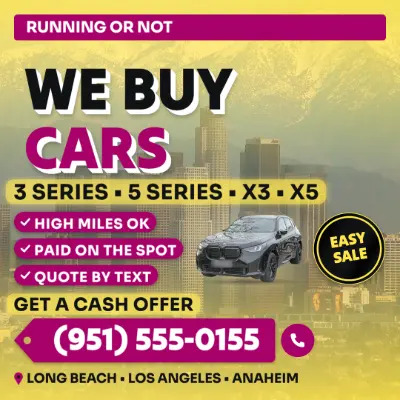 RUNNING OR NOT
WE BUY
CARS
3 SERIES ▪ 5 SERIES ▪ X3 ▪ X5
HIGH MILES OK
PAID ON THE SPOT
QUOTE BY TEXT
EASY
SALE
GET A CASH OFFER
(951) 555-0155
LONG BEACH ▪ LOS ANGELES ▪ ANAHEIM